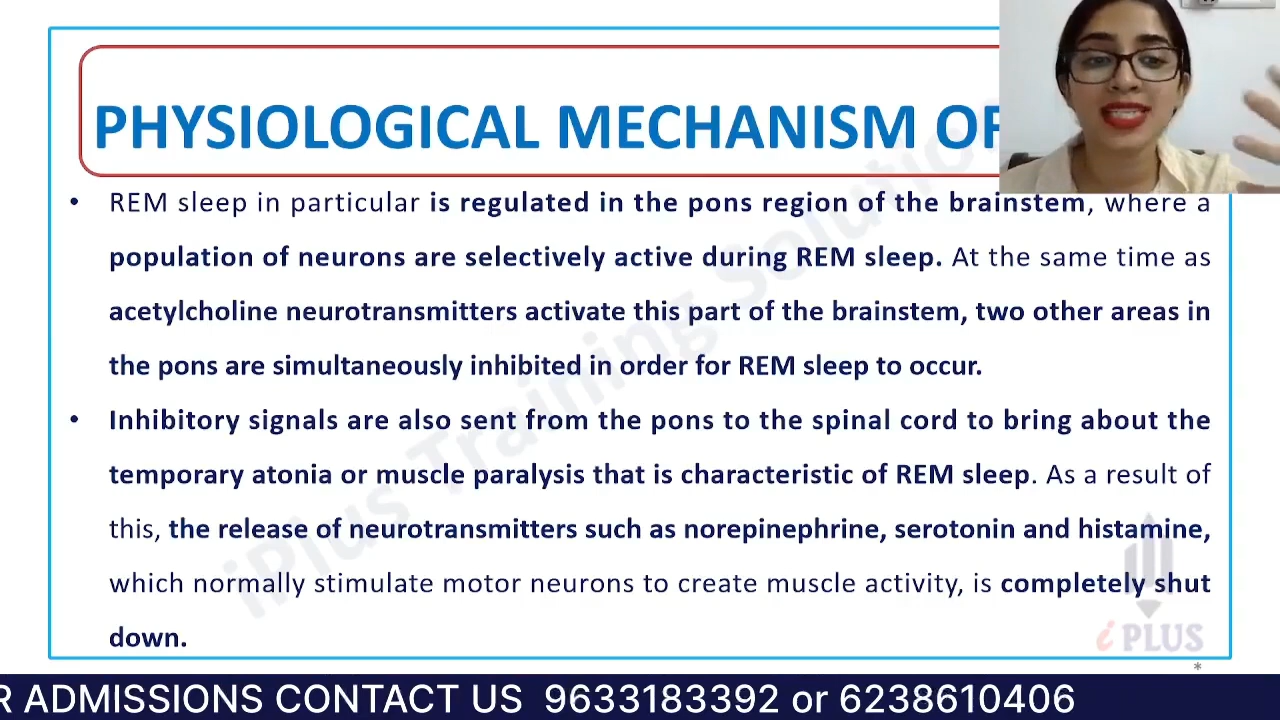 PHYSIOLOGICAL MECHANISM OF
• REM sleep in particular is regulated in the pons region of the brainstem, where a
population of neurons are selectively active during REM sleep. At the same time as
acetylcholine neurotransmitters activate this part of the brainstem, two other areas in
the pons are simultaneously inhibited in order for REM sleep to occur.
• Inhibitory signals are also sent from the pons to the spinal cord to bring about the
temporary atonia or muscle paralysis that is characteristic of REM sleep. As a result of
this, the release of neurotransmitters such as norepinephrine, serotonin and histamine,
which normally stimulate motor neurons to create muscle activity, is completely shut
down.
iPlus Training Solution
iPLUS
*
R ADMISSIONS CONTACT US 9633183392 or 6238610406